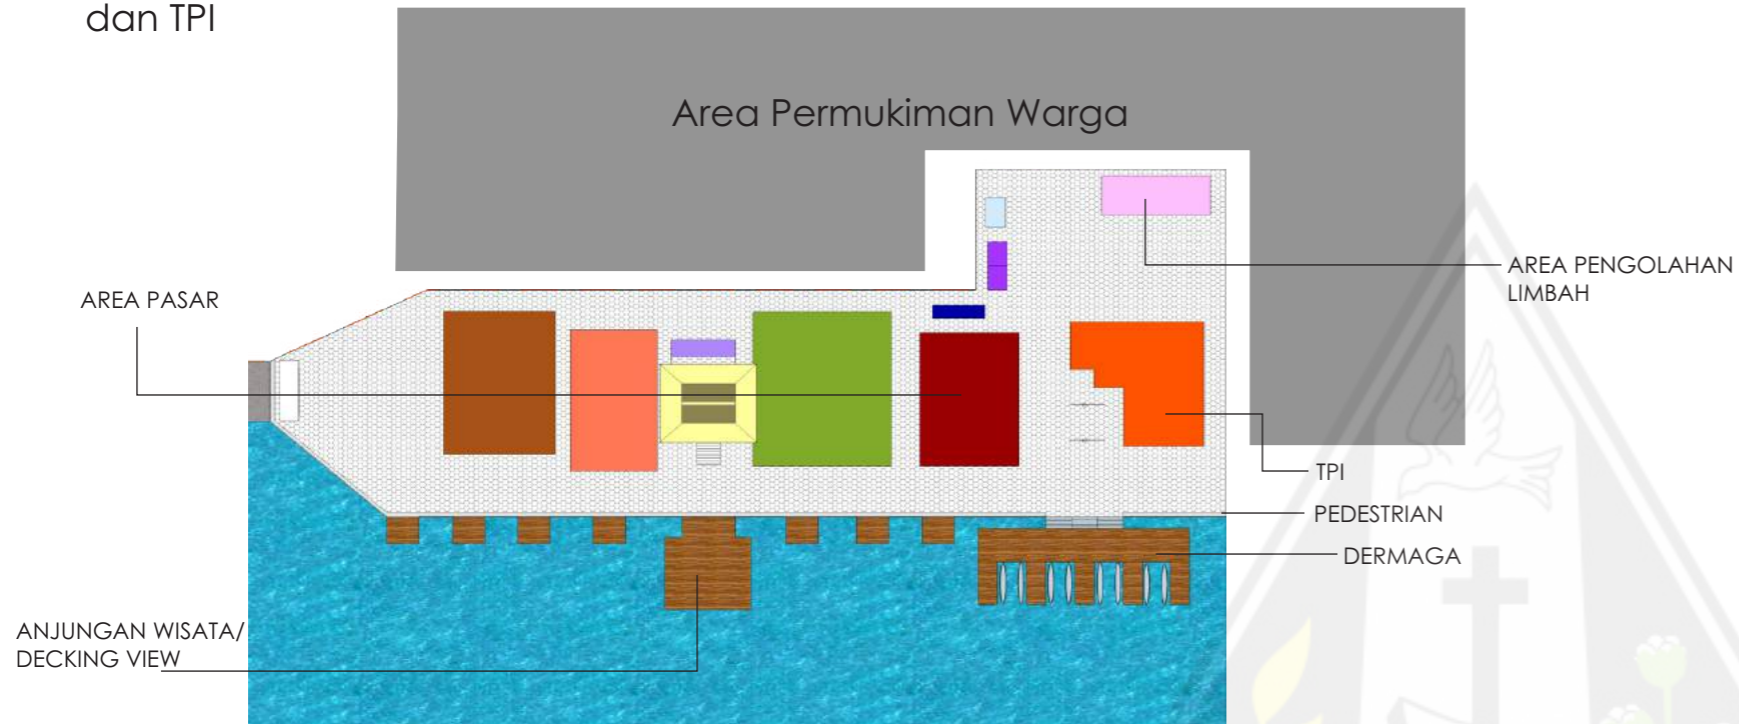 dan TPI
Area Permukiman Warga
AREA PASAR
AREA PENGOLAHAN
LIMBAH
TPI
PEDESTRIAN
DERMAGA
ANJUNGAN WISATA/
DECKING VIEW